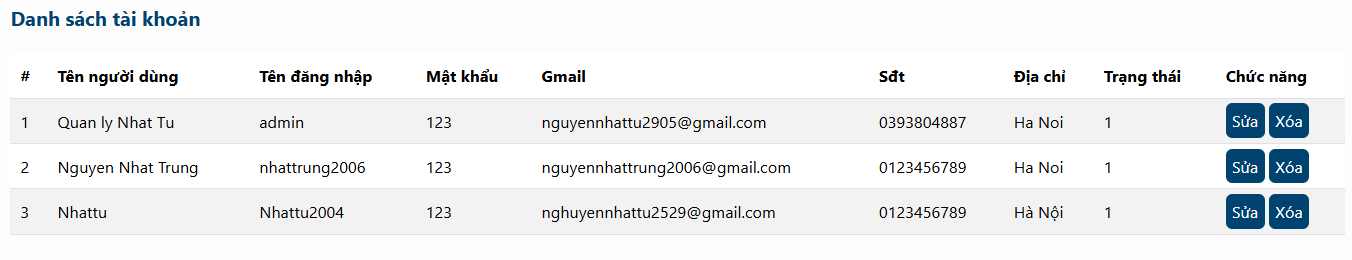 Danh sách tài khoản
# Tên người dùng Tên đăng nhập Mật khẩu Gmail Sđt Địa chỉ Trạng thái Chức năng
1 Quan ly Nhat Tu admin 123 nguyennhattu2905@gmail.com 0393804887 Ha Noi 1 Sửa Xóa
2 Nguyen Nhat Trung nhattrung2006 123 nguyennhattrung2006@gmail.com 0123456789 Ha Noi 1 Sửa Xóa
3 Nhattu Nhattu2004 123 nghuyennhattu2529@gmail.com 0123456789 Hà Nội 1 Sửa Xóa